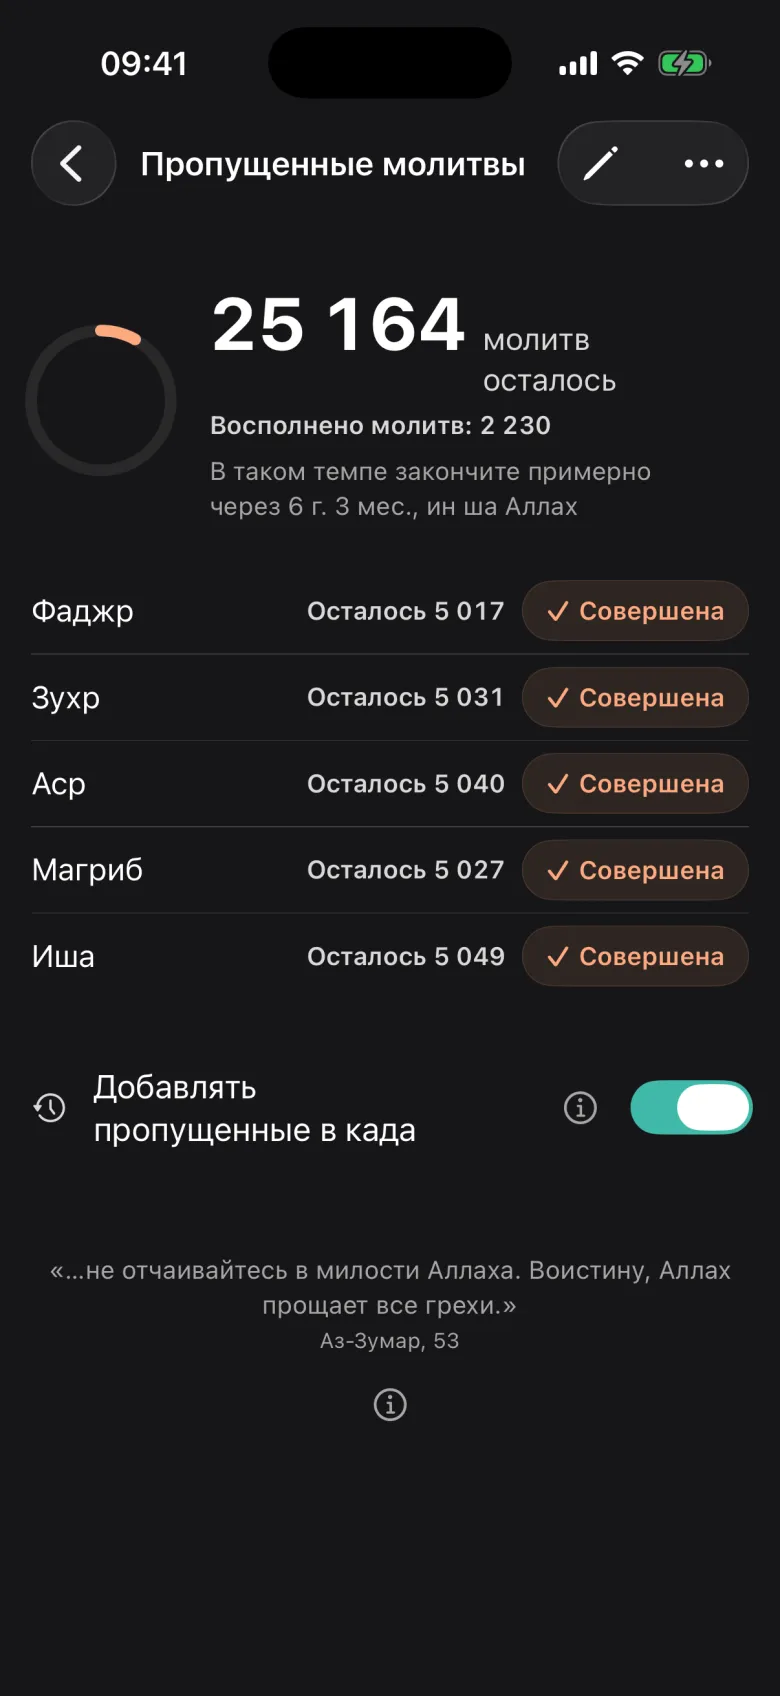 09:41
Пропущенные молитвы
25 164 молитв
осталось
Восполнено молитв: 2 230
В таком темпе закончите примерно
через 6 г. 3 мес., ин ша Аллах
Фаджр Осталось 5 017 ✓ Совершена
Зухр Осталось 5 031 ✓ Совершена
Аср Осталось 5 040 ✓ Совершена
Магриб Осталось 5 027 ✓ Совершена
Иша Осталось 5 049 ✓ Совершена
Добавлять
пропущенные в када
«...не отчаивайтесь в милости Аллаха. Воистину, Аллах
прощает все грехи.»
Аз-Зумар, 53